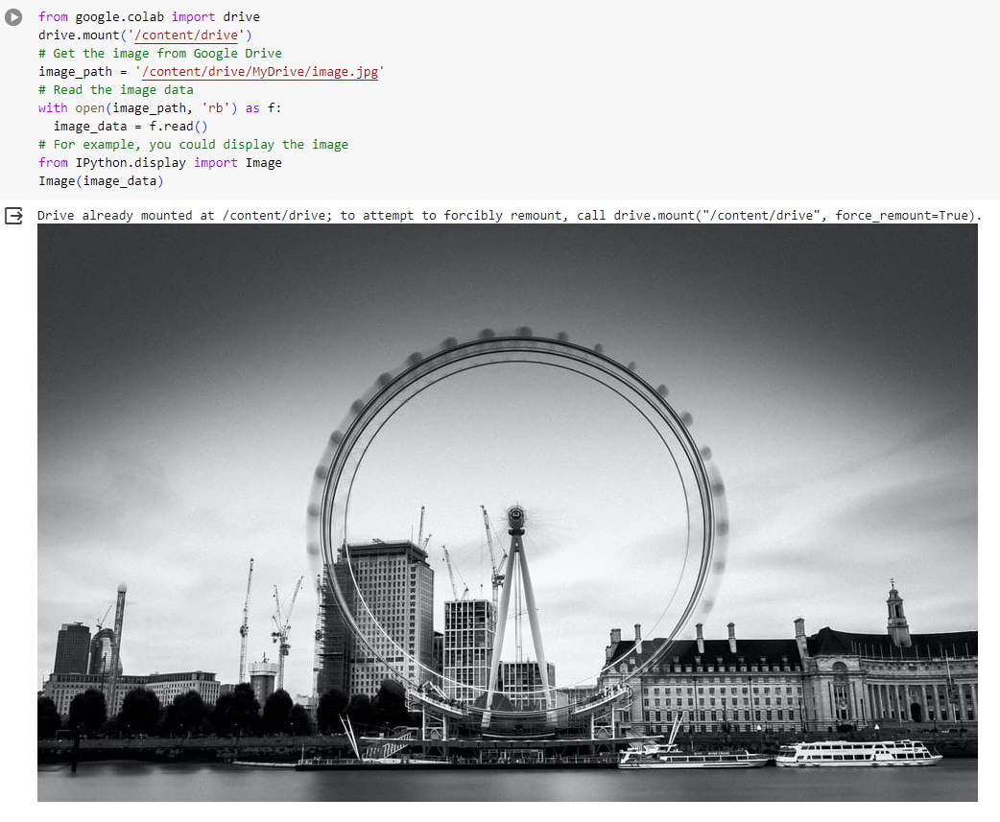 from google.colab import drive
drive.mount('/content/drive')
# Get the image from Google Drive
image_path = '/content/drive/MyDrive/image.jpg'
# Read the image data
with open(image_path, 'rb') as f:
  image_data = f.read()
# For example, you could display the image
from IPython.display import Image
Image(image_data)
Drive already mounted at /content/drive; to attempt to forcibly remount, call drive.mount("/content/drive", force_remount=True).